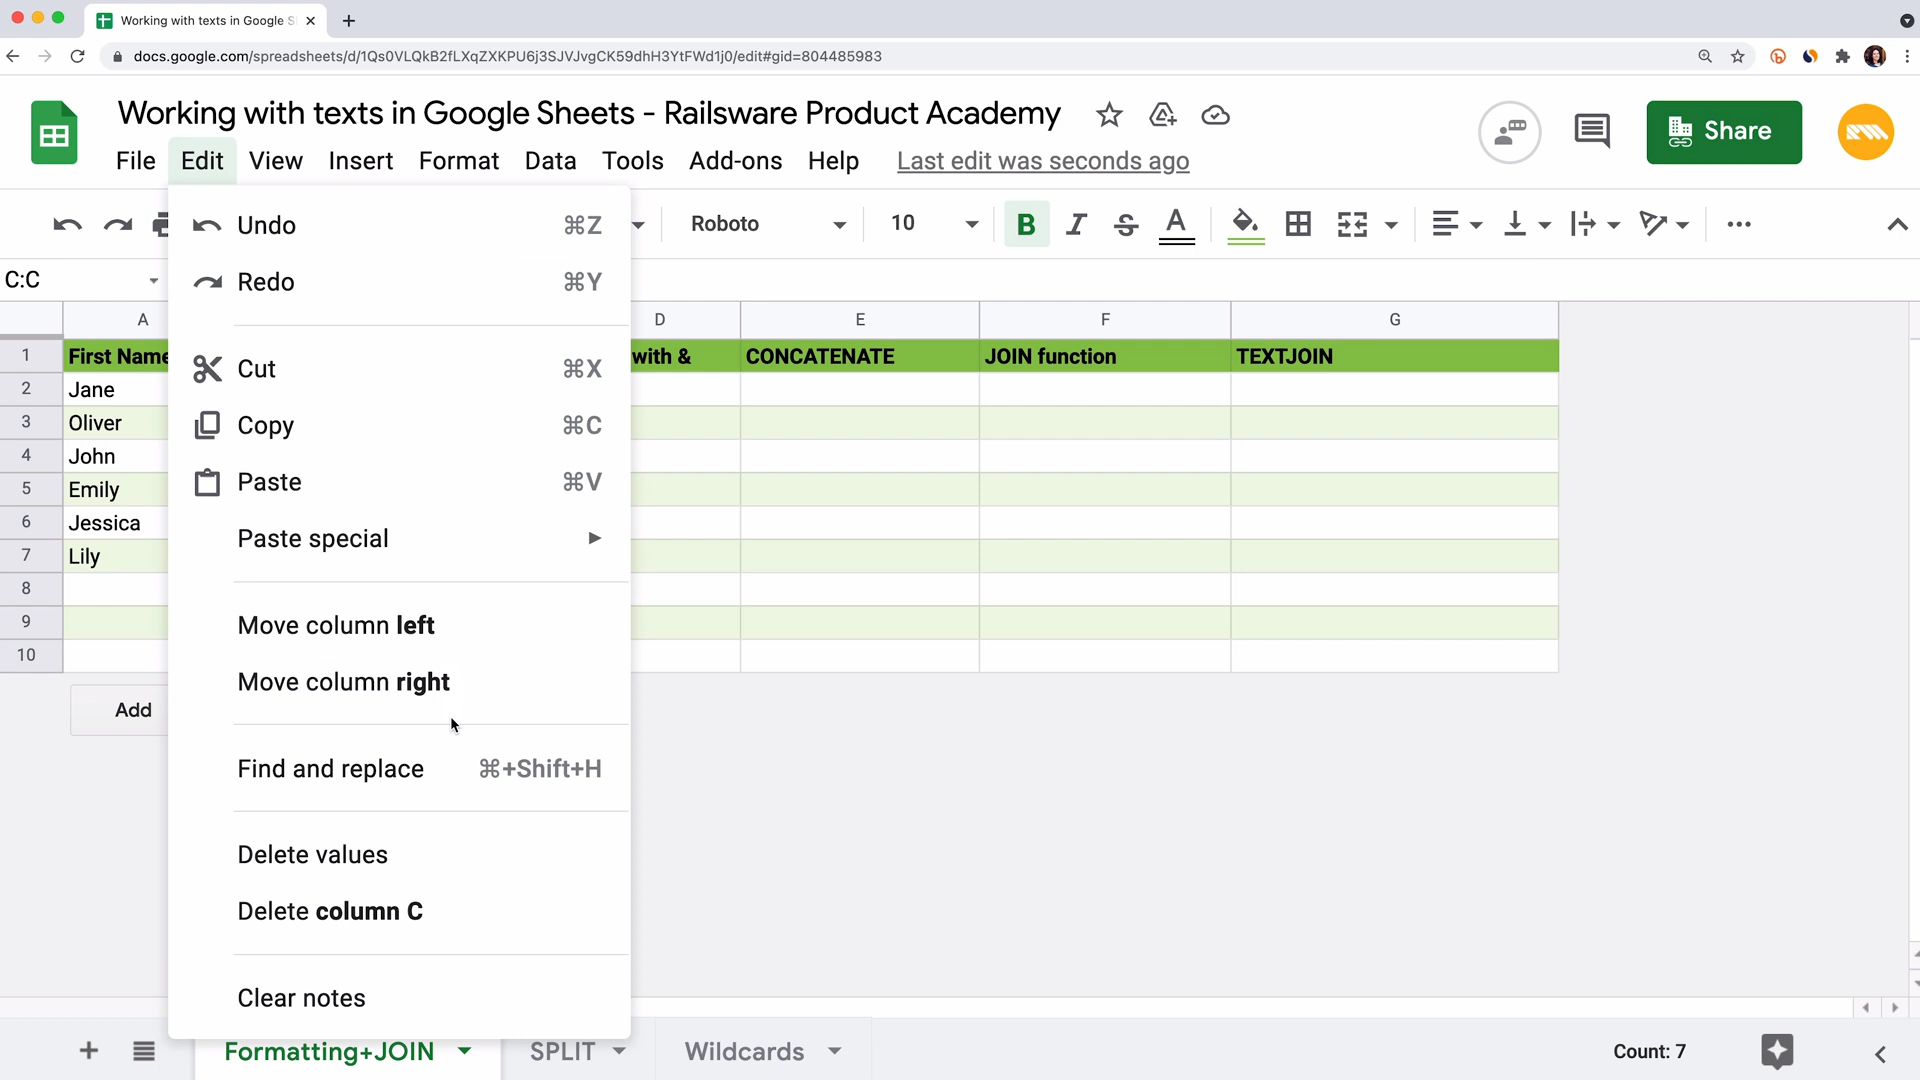 Working with texts in Google S
docs.google.com/spreadsheets/d/1Qs0VLQkB2fLXqZXKPU6j3SJVJvgCK59dhH3YtFWd1j0/edit#gid=804485983
Working with texts in Google Sheets - Railsware Product Academy
Share
File Edit View Insert Format Data Tools Add-ons Help Last edit was seconds ago
Roboto 10 B I S A
C:C
Undo ⌘Z
Redo ⌘Y
Cut ⌘X
Copy ⌘C
Paste ⌘V
Paste special
Move column left
Move column right
Find and replace ⌘+Shift+H
Delete values
Delete column C
Clear notes
A D E F G
1 First Name with & CONCATENATE JOIN function TEXTJOIN
2 Jane
3 Oliver
4 John
5 Emily
6 Jessica
7 Lily
8
9
10
Add
Formatting+JOIN SPLIT Wildcards Count: 7